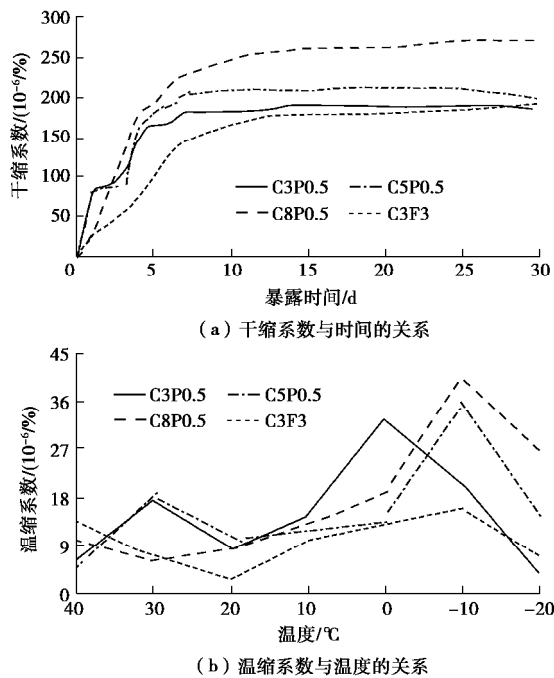 300
250
200
150
100
50
0
5
10
15
20
25
30
干缩系数/(10⁻⁶/%)
C3P0.5
C5P0.5
C8P0.5
C3F3
暴露时间/d
(a)干缩系数与时间的关系
45
36
27
18
9
0
40
30
20
10
0
-10
-20
温缩系数/(10⁻⁶/%)
C3P0.5
C5P0.5
C8P0.5
C3F3
温度/℃
(b)温缩系数与温度的关系